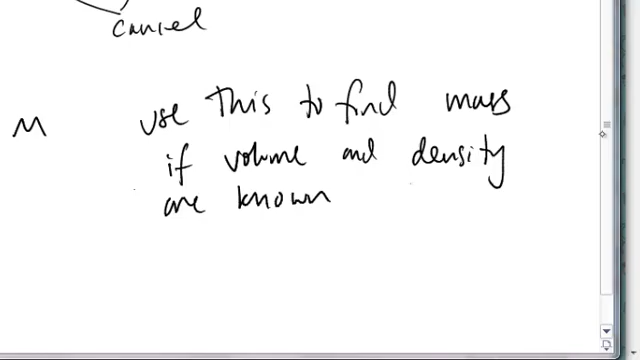 cancel
M use this to find mass
if volume and density
are known